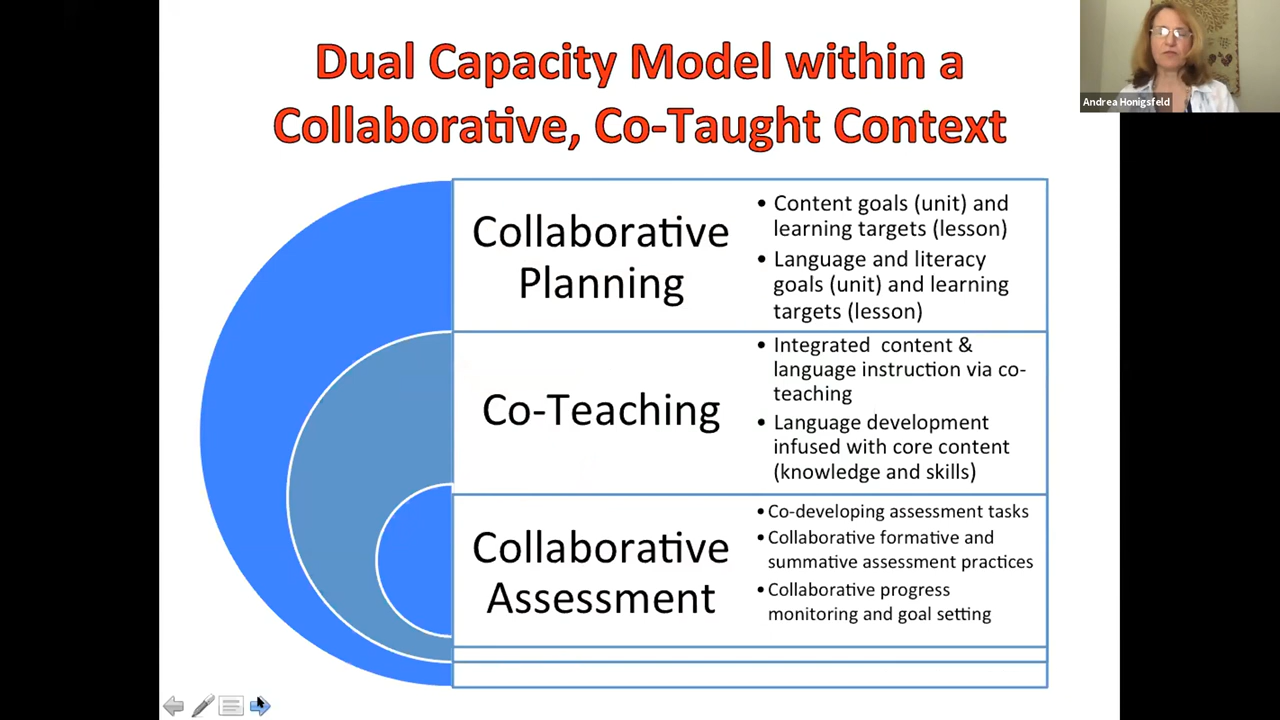 Dual Capacity Model within a
Collaborative, Co-Taught Context
Andrea Honigsfeld
Collaborative
Planning
• Content goals (unit) and
learning targets (lesson)
• Language and literacy
goals (unit) and learning
targets (lesson)
Co-Teaching
• Integrated content &
language instruction via co-
teaching
• Language development
infused with core content
(knowledge and skills)
Collaborative
Assessment
• Co-developing assessment tasks
• Collaborative formative and
summative assessment practices
• Collaborative progress
monitoring and goal setting